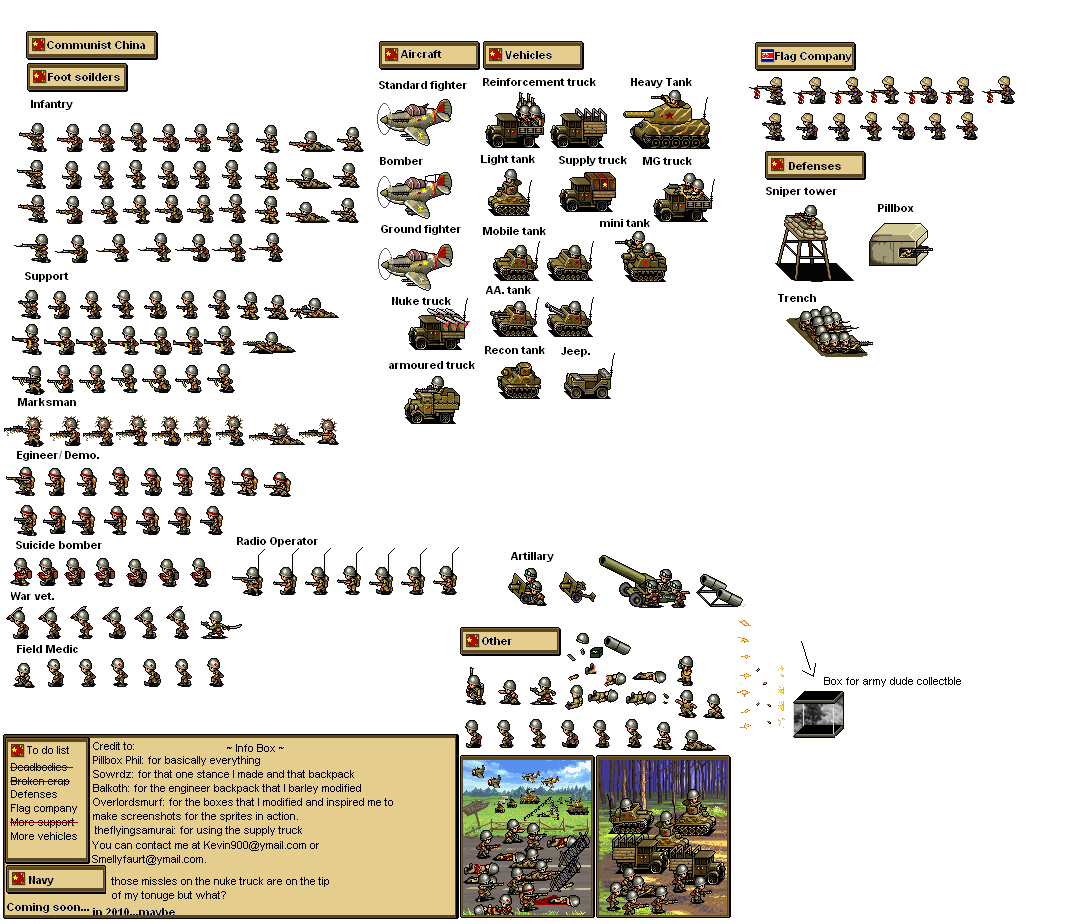 Communist China
Foot soilders
Infantry
Support
Marksman
Egineer/ Demo.
Suicide bomber
Radio Operator
War vet.
Field Medic
Aircraft
Standard fighter
Bomber
Ground fighter
Nuke truck
armoured truck
Vehicles
Reinforcement truck
Heavy Tank
Light tank
Supply truck
MG truck
mini tank
Mobile tank
AA. tank
Recon tank
Jeep.
Flag Company
Defenses
Sniper tower
Pillbox
Trench
Artillary
Other
Box for army dude collectble
To do list
Deadbodies
Broken crap
Defenses
Flag company
More support
More vehicles
Navy
Coming soon...
Credit to:
~ Info Box ~
Pillbox Phil: for basically everything
Sowrdz: for that one stance I made and that backpack
Balkoth: for the engineer backpack that I barley modified
Overlordsmurf: for the boxes that I modified and inspired me to
make screenshots for the sprites in action.
theflyingsamurai: for using the supply truck
You can contact me at Kevin900@ymail.com or
Smellyfaurt@ymail.com.
those missles on the nuke truck are on the tip
of my tonuge but what?
in 2010...maybe